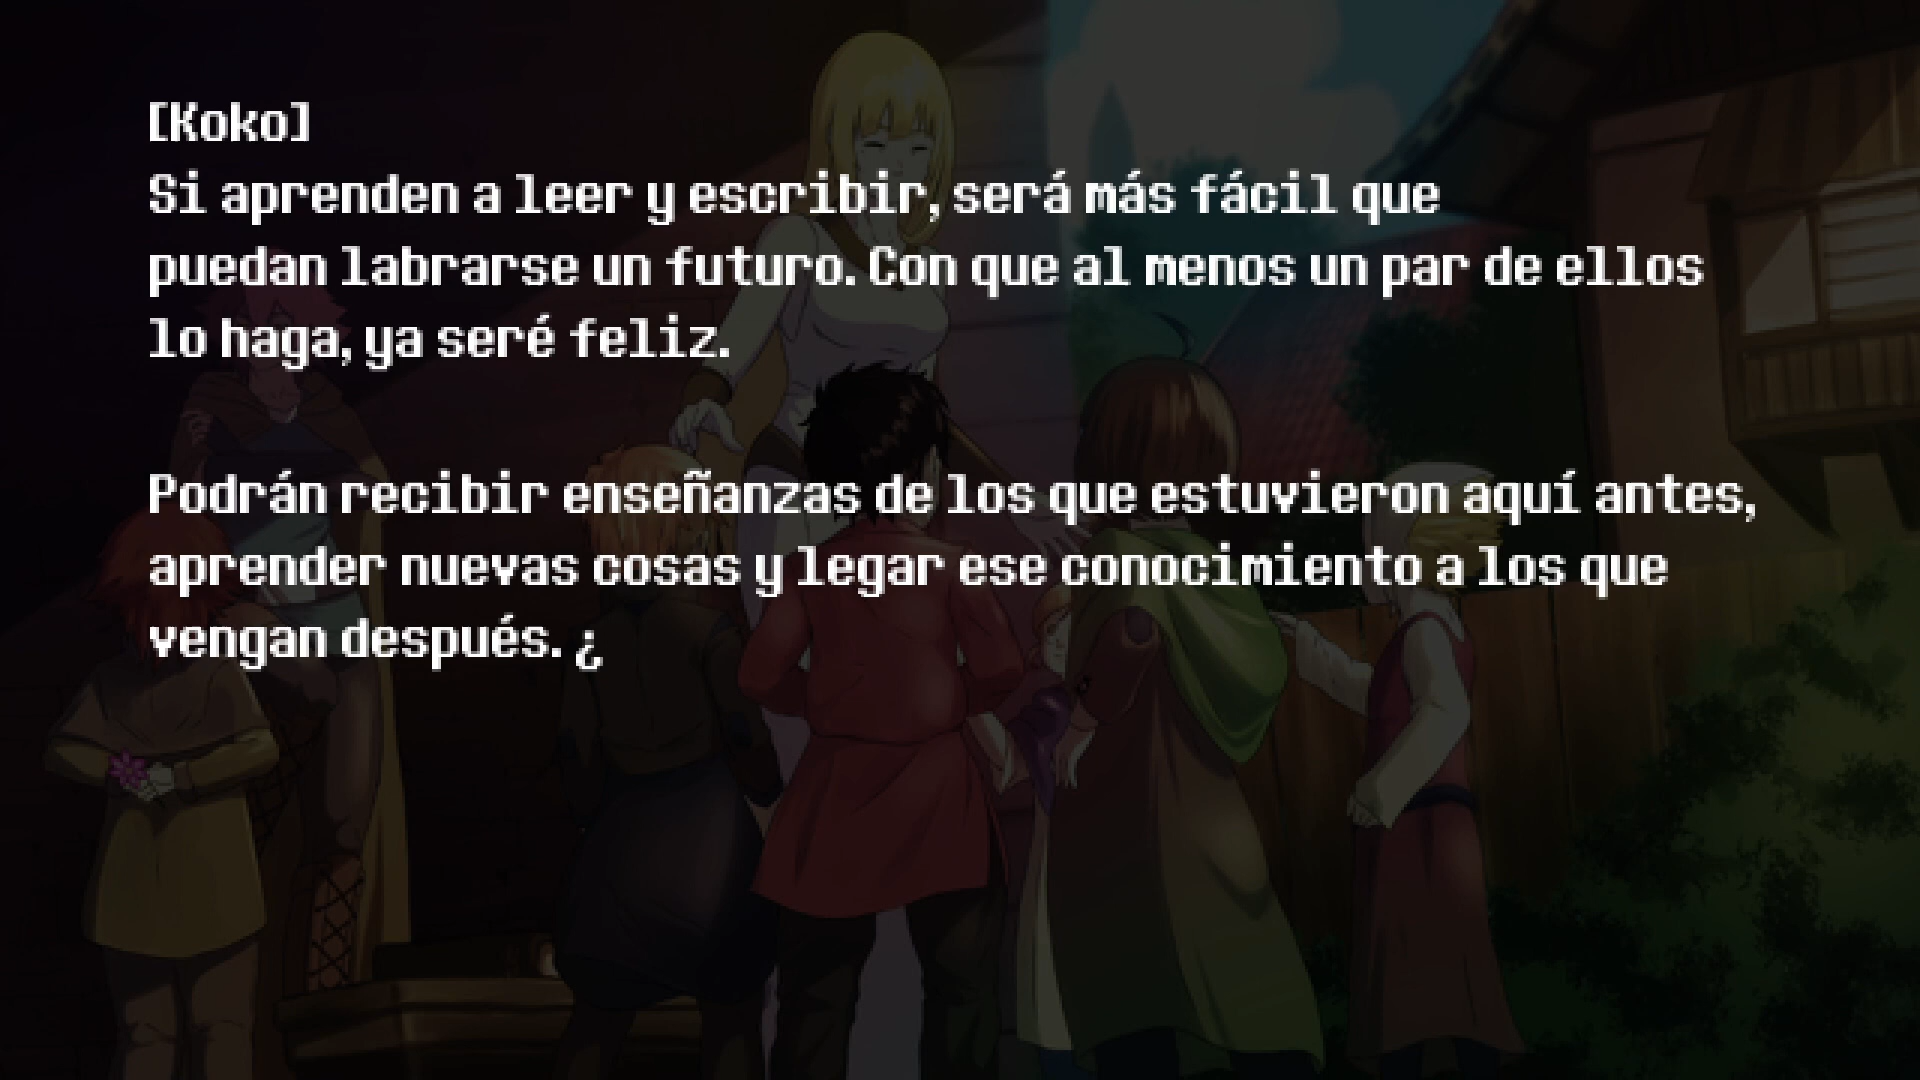 [Koko]
Si aprenden a leer y escribir, será más fácil que
puedan labrarse un futuro. Con que al menos un par de ellos
lo haga, ya seré feliz.
Podrán recibir enseñanzas de los que estuvieron aquí antes,
aprender nuevas cosas y legar ese conocimiento a los que
vengan después. ¿